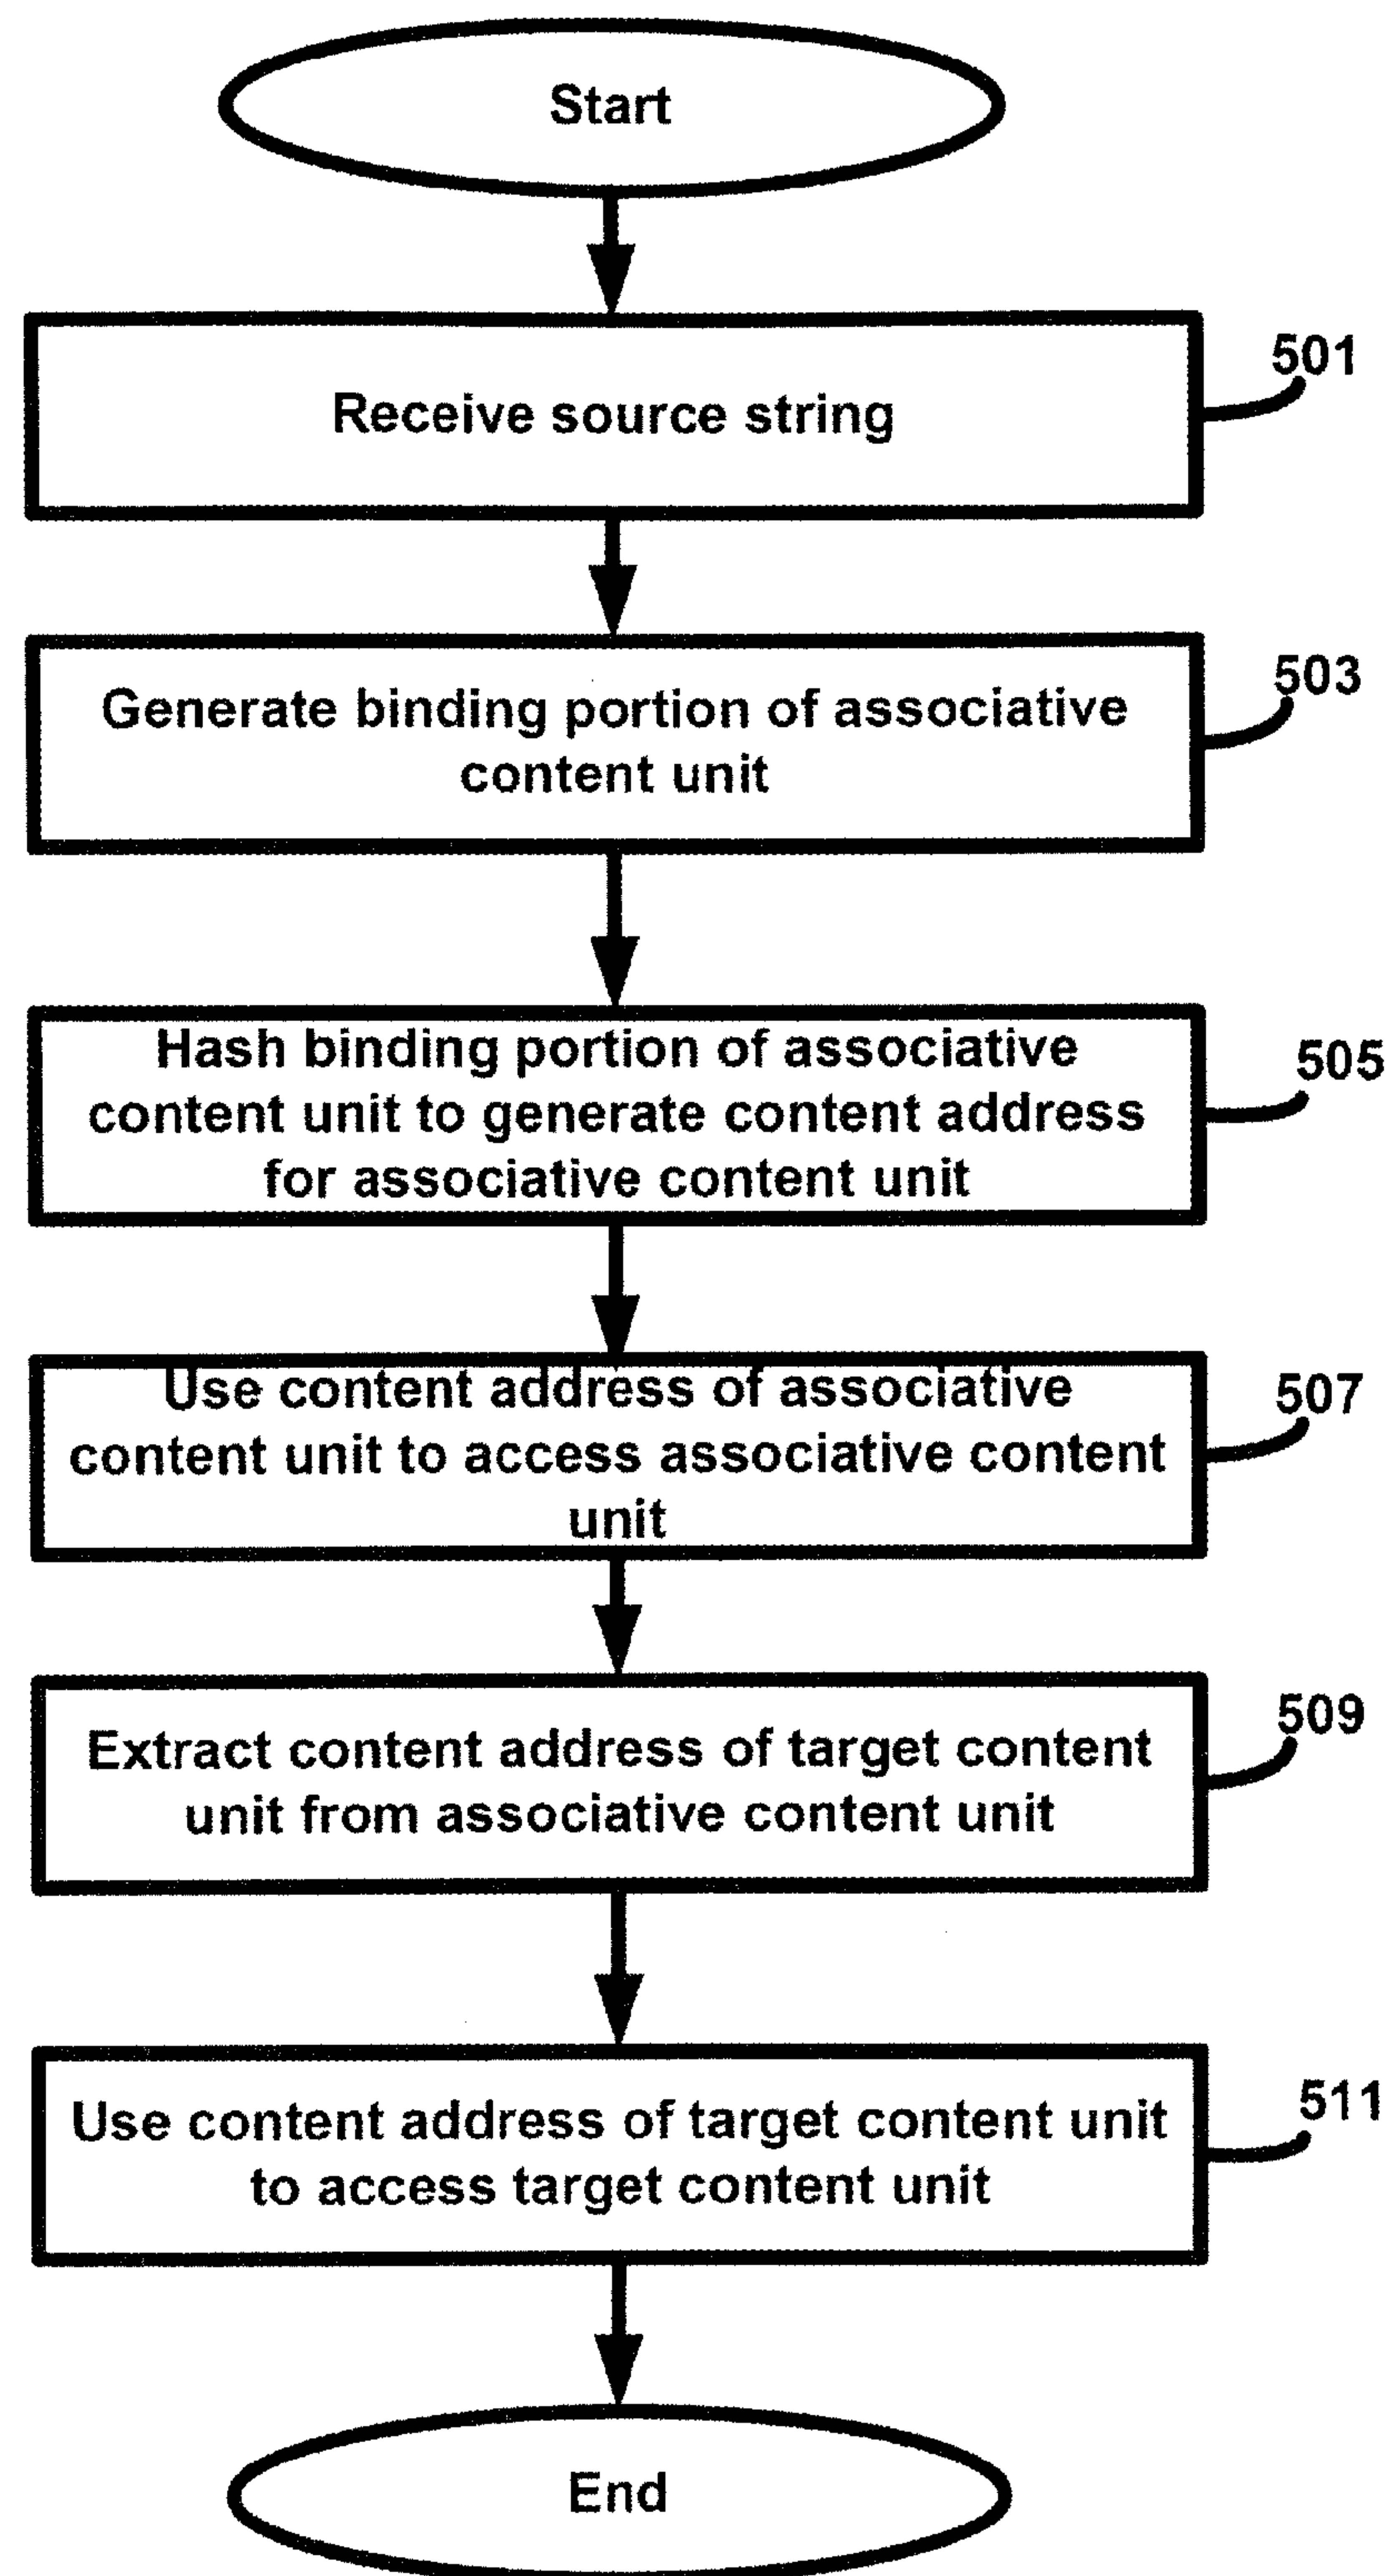 Start
Receive source string
501
Generate binding portion of associative
content unit
503
Hash binding portion of associative
content unit to generate content address
for associative content unit
505
Use content address of associative
content unit to access associative content
unit
507
Extract content address of target content
unit from associative content unit
509
Use content address of target content unit
to access target content unit
511
End